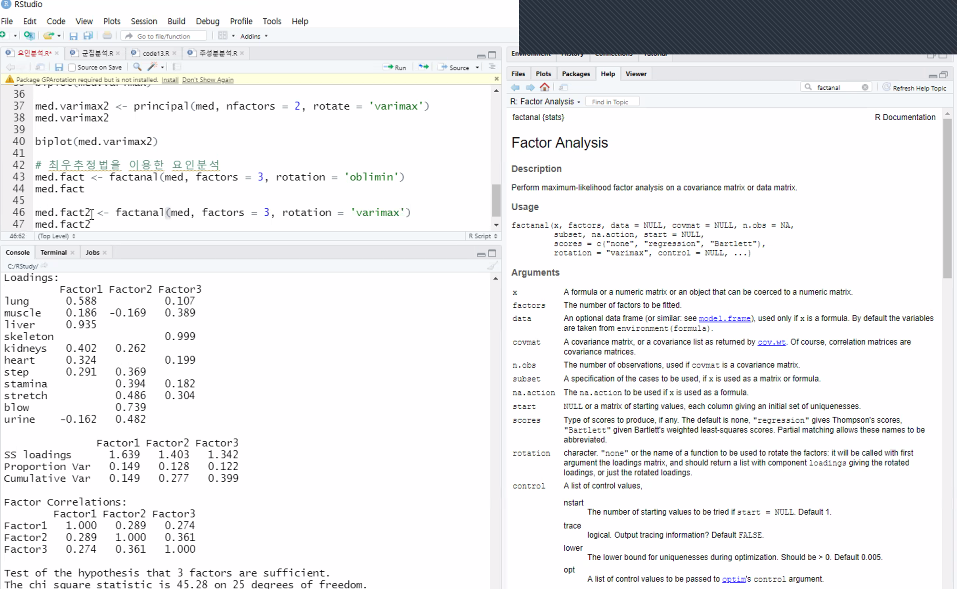 RStudio
File Edit Code View Plots Session Build Debug Profile Tools Help
Go to file/function Addins
요인분석.R* 군집분석.R code13.R 주성분분석.R
Source on Save Run Source
Package GPArotation required but is not installed. Install Don't Show Again
36
37 med.varimax2 <- principal(med, nfactors = 2, rotate = 'varimax')
38 med.varimax2
39
40 biplot(med.varimax2)
41
42 # 최우추정법을 이용한 요인분석
43 med.fact <- factanal(med, factors = 3, rotation = 'oblimin')
44 med.fact
45
46 med.fact2 <- factanal(med, factors = 3, rotation = 'varimax')
47 med.fact2
46:62 (Top Level) R Script
Console Terminal Jobs
C:/RStudy/
Loadings:
Factor1 Factor2 Factor3
lung 0.588 0.107
muscle 0.186 -0.169 0.389
liver 0.935
skeleton 0.999
kidneys 0.402 0.262
heart 0.324 0.199
step 0.291 0.369
stamina 0.394 0.182
stretch 0.486 0.304
blow 0.739
urine -0.162 0.482
Factor1 Factor2 Factor3
SS loadings 1.639 1.403 1.342
Proportion Var 0.149 0.128 0.122
Cumulative Var 0.149 0.277 0.399
Factor Correlations:
Factor1 Factor2 Factor3
Factor1 1.000 0.289 0.274
Factor2 0.289 1.000 0.361
Factor3 0.274 0.361 1.000
Test of the hypothesis that 3 factors are sufficient.
The chi square statistic is 45.28 on 25 degrees of freedom.
Files Plots Packages Help Viewer
factanal Refresh Help Topic
R: Factor Analysis Find in Topic
factanal {stats} R Documentation
Factor Analysis
Description
Perform maximum-likelihood factor analysis on a covariance matrix or data matrix.
Usage
factanal(x, factors, data = NULL, covmat = NULL, n.obs = NA,
subset, na.action, start = NULL,
scores = c("none", "regression", "Bartlett"),
rotation = "varimax", control = NULL, ...)
Arguments
x A formula or a numeric matrix or an object that can be coerced to a numeric matrix.
factors The number of factors to be fitted.
data An optional data frame (or similar: see model.frame), used only if x is a formula. By default the variables
are taken from environment(formula).
covmat A covariance matrix, or a covariance list as returned by cov.wt. Of course, correlation matrices are
covariance matrices.
n.obs The number of observations, used if covmat is a covariance matrix.
subset A specification of the cases to be used, if x is used as a matrix or formula.
na.action The na.action to be used if x is used as a formula.
start NULL or a matrix of starting values, each column giving an initial set of uniquenesses.
scores Type of scores to produce, if any. The default is none, "regression" gives Thompson's scores,
"Bartlett" given Bartlett's weighted least-squares scores. Partial matching allows these names to be
abbreviated.
rotation character. "none" or the name of a function to be used to rotate the factors: it will be called with first
argument the loadings matrix, and should return a list with component loadings giving the rotated
loadings, or just the rotated loadings.
control A list of control values,
nstart
The number of starting values to be tried if start = NULL. Default 1.
trace
logical. Output tracing information? Default FALSE.
lower
The lower bound for uniquenesses during optimization. Should be > 0. Default 0.005.
opt
A list of control values to be passed to optim's control argument.